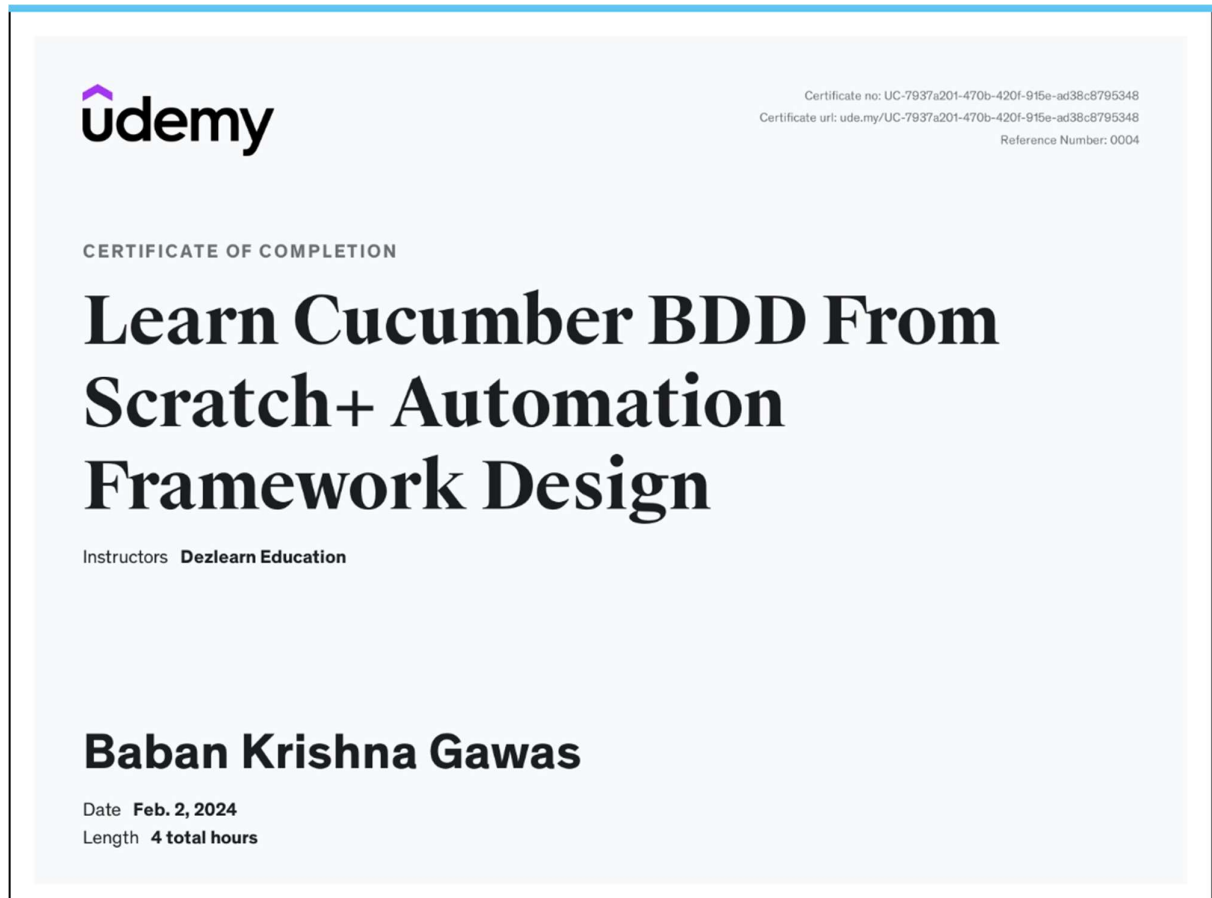 udemy
Certificate no: UC-7937a201-470b-420f-915e-ad38c8795348
Certificate url: ude.my/UC-7937a201-470b-420f-915e-ad38c8795348
Reference Number: 0004
CERTIFICATE OF COMPLETION
Learn Cucumber BDD From
Scratch+ Automation
Framework Design
Instructors Dezlearn Education
Baban Krishna Gawas
Date Feb. 2, 2024
Length 4 total hours